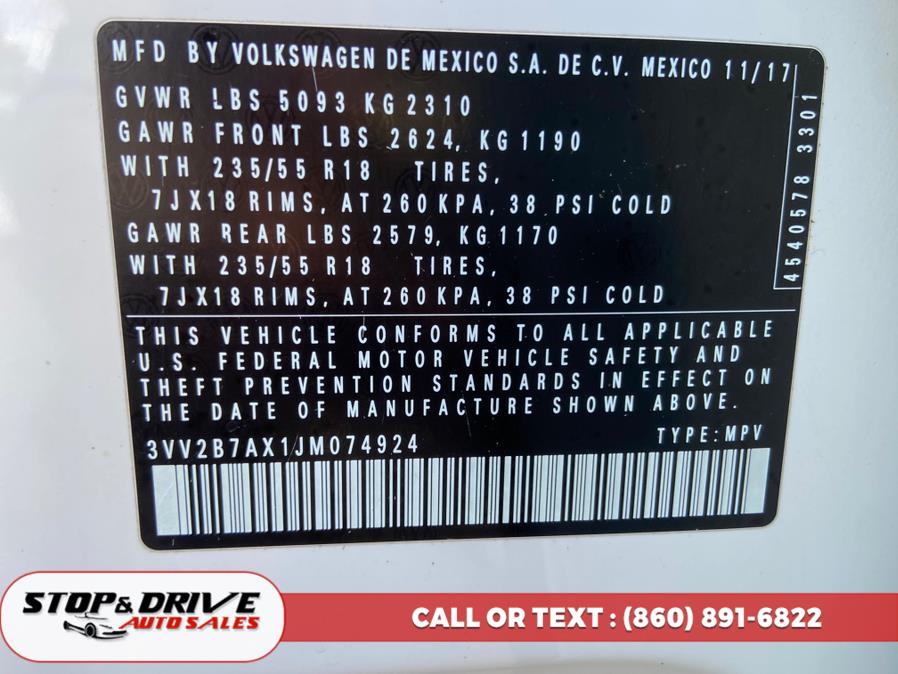 MFD BY VOLKSWAGEN DE MEXICO S.A. DE C.V. MEXICO 11/17
GVWR LBS 5093 KG 2310
GAWR FRONT LBS 2624, KG 1190
WITH 235/55 R18 TIRES,
7JX18 RIMS, AT 260 KPA, 38 PSI COLD
GAWR REAR LBS 2579, KG 1170
WITH 235/55 R18 TIRES,
7JX18 RIMS, AT 260 KPA, 38 PSI COLD
4540578 3301
THIS VEHICLE CONFORMS TO ALL APPLICABLE
U.S. FEDERAL MOTOR VEHICLE SAFETY AND
THEFT PREVENTION STANDARDS IN EFFECT ON
THE DATE OF MANUFACTURE SHOWN ABOVE.
3VV2B7AX1JM074924 TYPE: MPV
STOP & DRIVE
AUTO SALES
CALL OR TEXT : (860) 891-6822